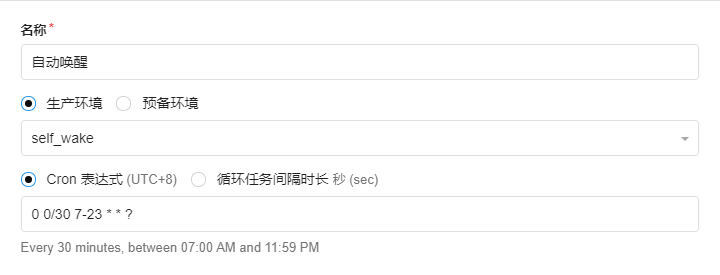 名称*
自动唤醒
生产环境 预备环境
self_wake
Cron 表达式 (UTC+8) 循环任务间隔时长 秒 (sec)
0 0/30 7-23 * * ?
Every 30 minutes, between 07:00 AM and 11:59 PM